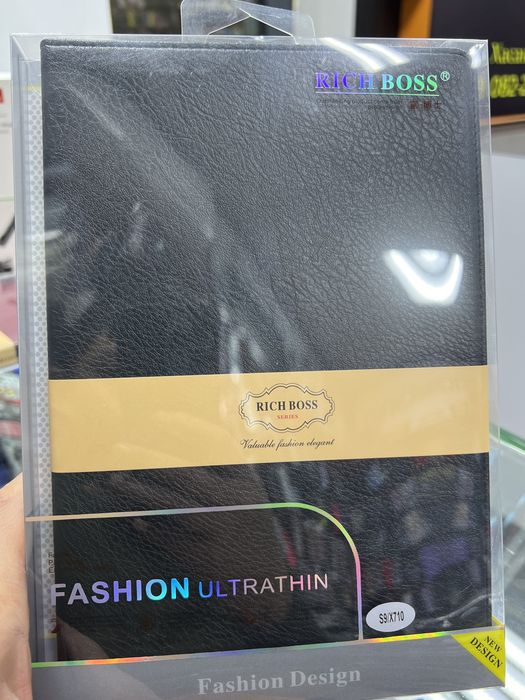 RICH BOSS®
RICH BOSS
SERIES
Valuable fashion elegant
FASHION ULTRATHIN
S9/X710
NEW
DESIGN
Fashion Design